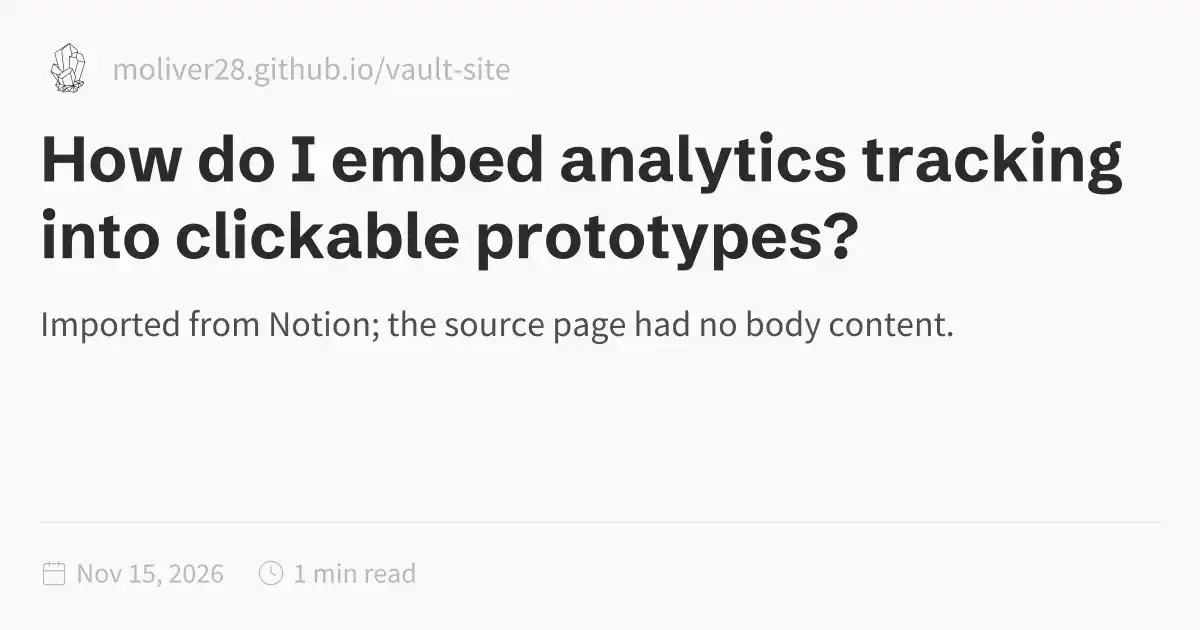 moliver28.github.io/vault-site
How do I embed analytics tracking
into clickable prototypes?
Imported from Notion; the source page had no body content.
Nov 15, 2026 1 min read